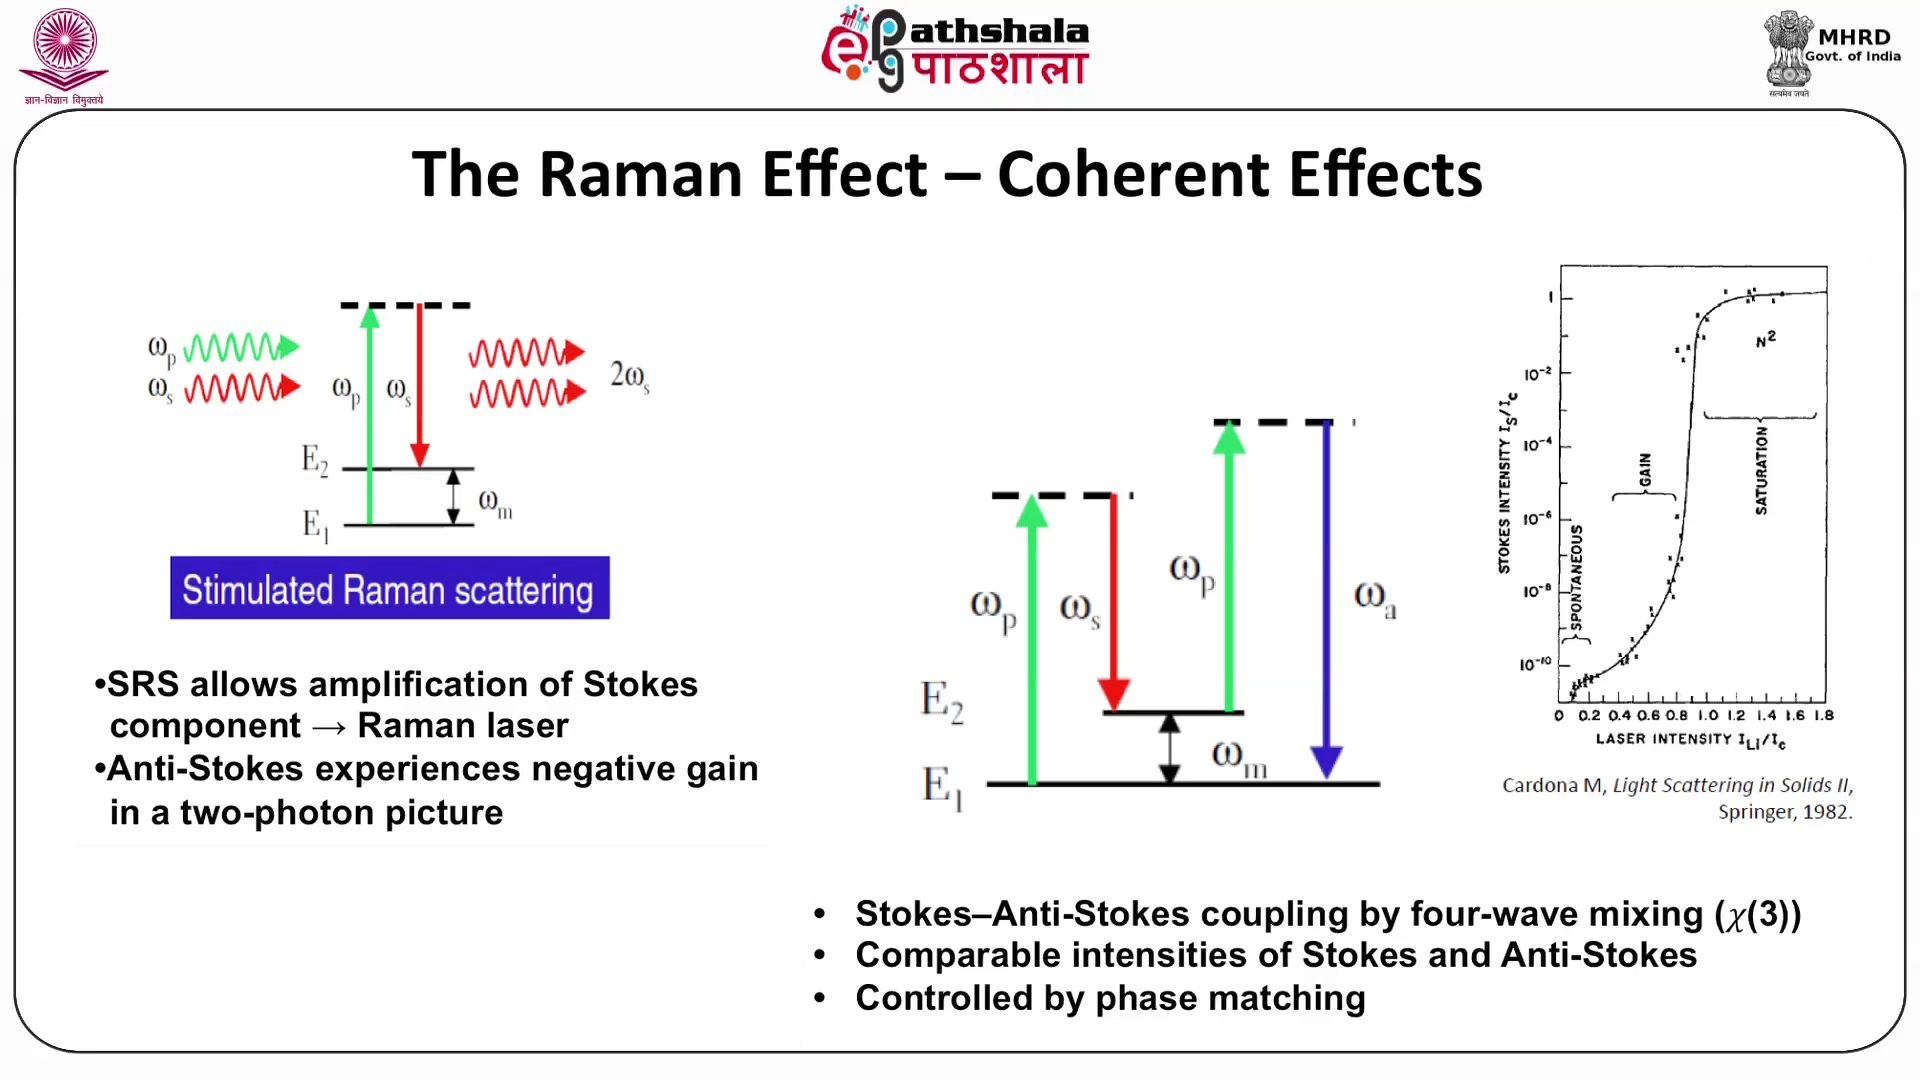 ज्ञान-विज्ञान विमुक्तये
ePGathshala
पाठशाला
MHRD
Govt. of India
सत्यमेव जयते
The Raman Effect – Coherent Effects
ωp
ωs
ωp
ωs
2ωs
E2
E1
ωm
Stimulated Raman scattering
•SRS allows amplification of Stokes
component → Raman laser
•Anti-Stokes experiences negative gain
in a two-photon picture
ωp
ωs
ωp
ωa
E2
E1
ωm
STOKES INTENSITY IS/IC
1
10-2
10-4
10-6
10-8
10-10
SPONTANEOUS
GAIN
SATURATION
N2
0 0.2 0.4 0.6 0.8 1.0 1.2 1.4 1.6 1.8
LASER INTENSITY ILi/Ic
Cardona M, Light Scattering in Solids II,
Springer, 1982.
• Stokes–Anti-Stokes coupling by four-wave mixing (χ(3))
• Comparable intensities of Stokes and Anti-Stokes
• Controlled by phase matching